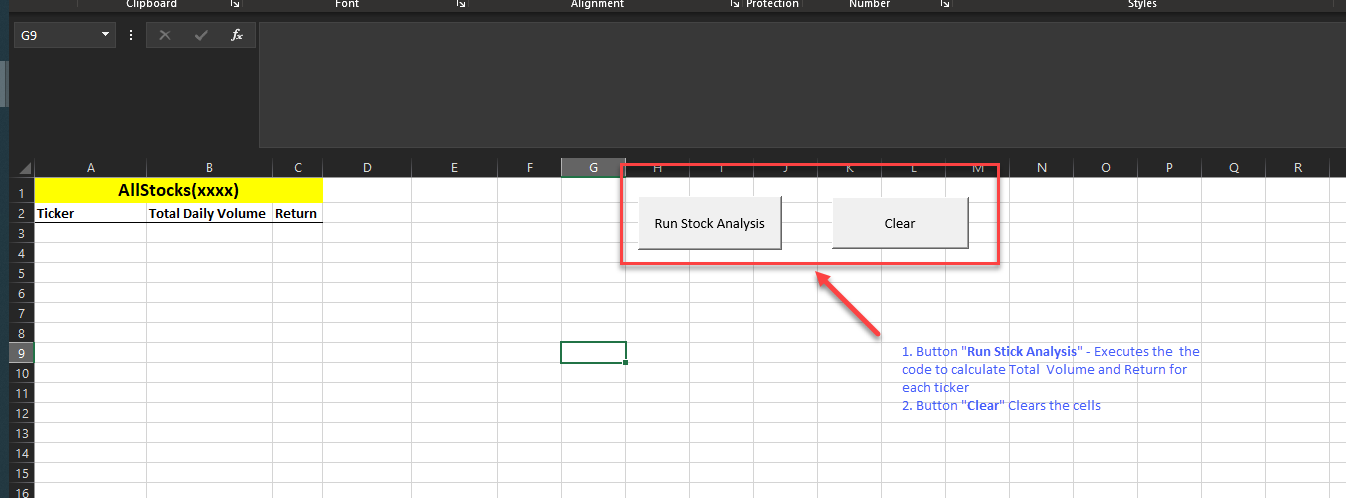 Clipboard Font Alignment Protection Number Styles
G9 fx
A B C D E F G H I J K L M N O P Q R
1 AllStocks(xxxx)
2 Ticker Total Daily Volume Return
3 Run Stock Analysis Clear
4
5
6
7
8
9 1. Button "Run Stick Analysis" - Executes the the
10 code to calculate Total Volume and Return for
11 each ticker
12 2. Button "Clear" Clears the cells
13
14
15
16